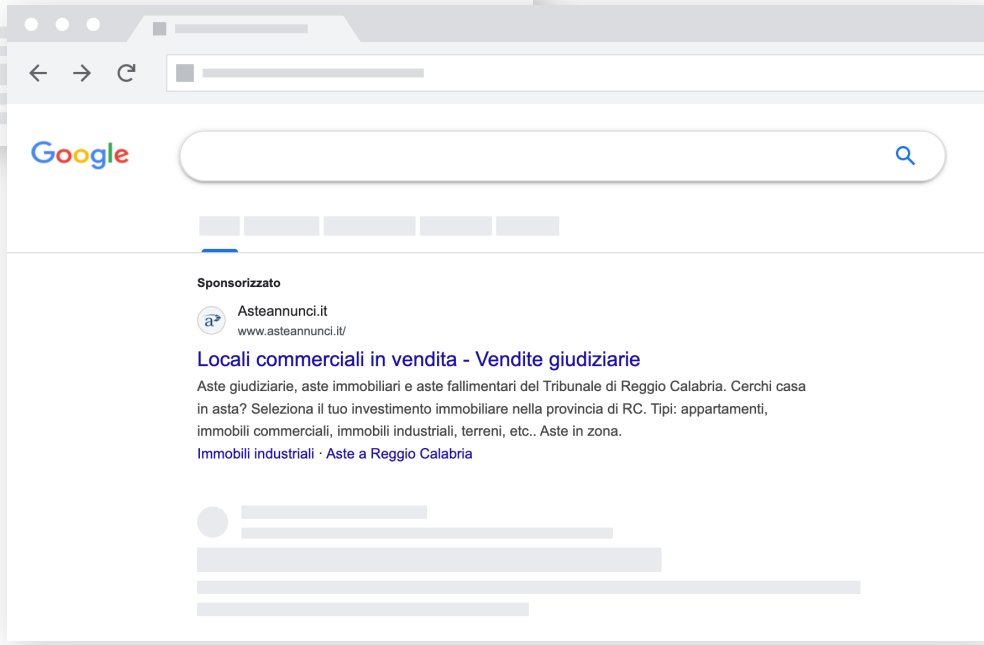 Google
Sponsorizzato
a
Asteannunci.it
www.asteannunci.it/
Locali commerciali in vendita - Vendite giudiziarie
Aste giudiziarie, aste immobiliari e aste fallimentari del Tribunale di Reggio Calabria. Cerchi casa
in asta? Seleziona il tuo investimento immobiliare nella provincia di RC. Tipi: appartamenti,
immobili commerciali, immobili industriali, terreni, etc.. Aste in zona.
Immobili industriali · Aste a Reggio Calabria